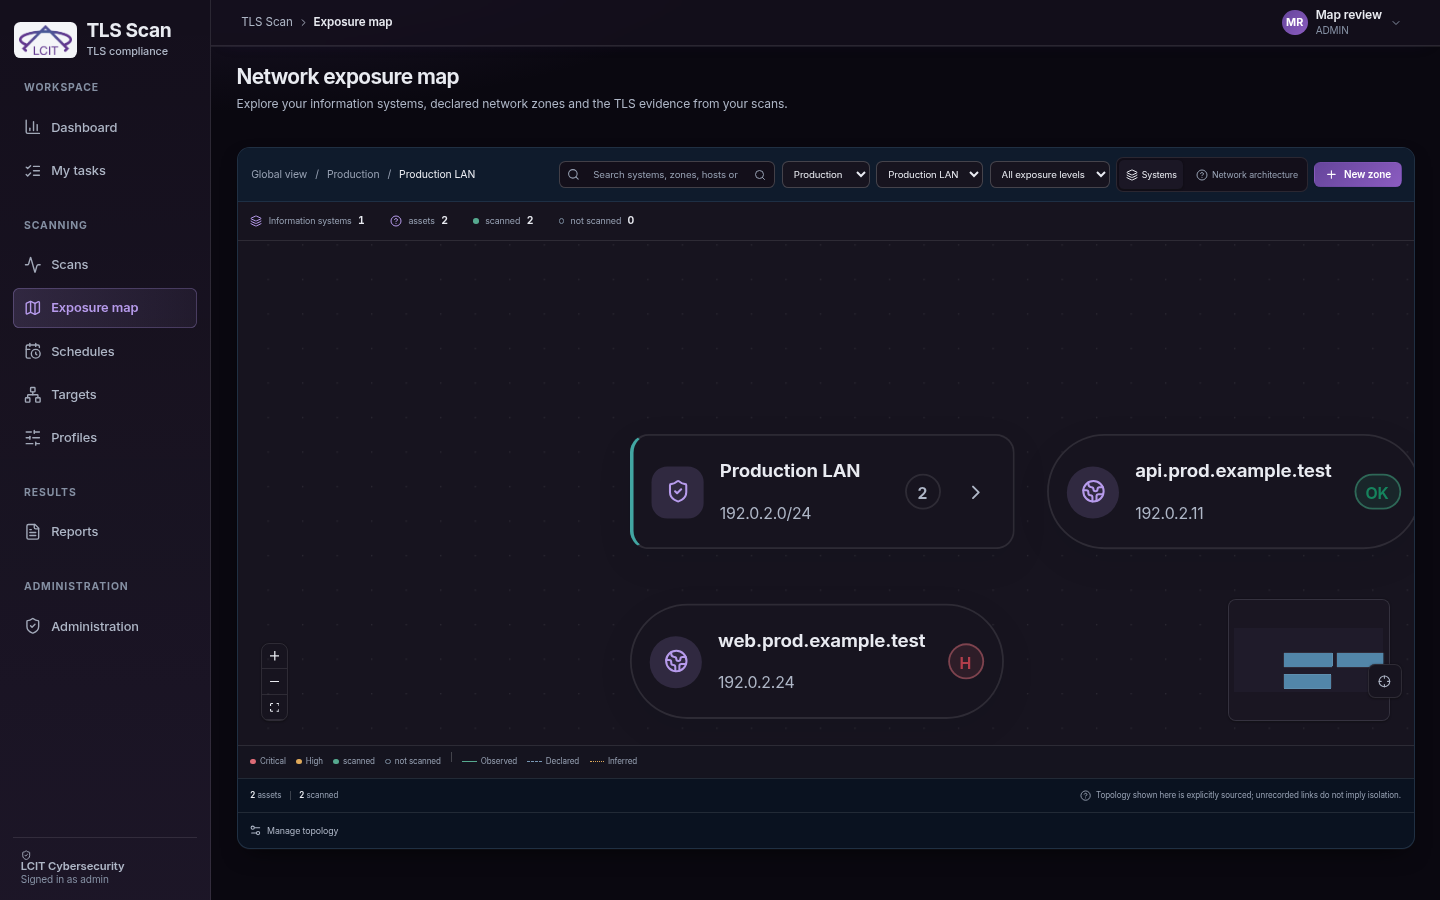 LCIT
TLS Scan
TLS compliance
WORKSPACE
Dashboard
My tasks
SCANNING
Scans
Exposure map
Schedules
Targets
Profiles
RESULTS
Reports
ADMINISTRATION
Administration
LCIT Cybersecurity
Signed in as admin
TLS Scan > Exposure map
MR
Map review
ADMIN
Network exposure map
Explore your information systems, declared network zones and the TLS evidence from your scans.
Global view / Production / Production LAN
Search systems, zones, hosts or
Production
Production LAN
All exposure levels
Systems
Network architecture
+ New zone
Information systems 1
assets 2
scanned 2
not scanned 0
Production LAN
192.0.2.0/24
2
api.prod.example.test
192.0.2.11
OK
web.prod.example.test
192.0.2.24
H
Critical
High
scanned
not scanned
Observed
Declared
Inferred
2 assets
2 scanned
Topology shown here is explicitly sourced; unrecorded links do not imply isolation.
Manage topology